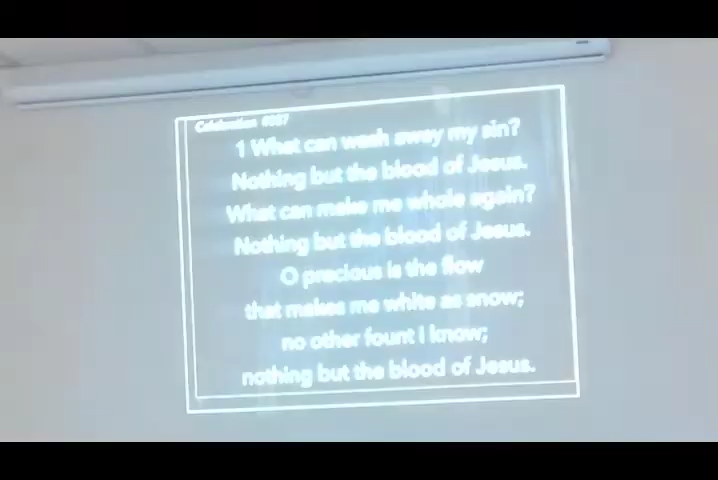 Celebration #657
1 What can wash away my sin?
Nothing but the blood of Jesus.
What can make me whole again?
Nothing but the blood of Jesus.
O precious is the flow
that makes me white as snow;
no other fount I know;
nothing but the blood of Jesus.